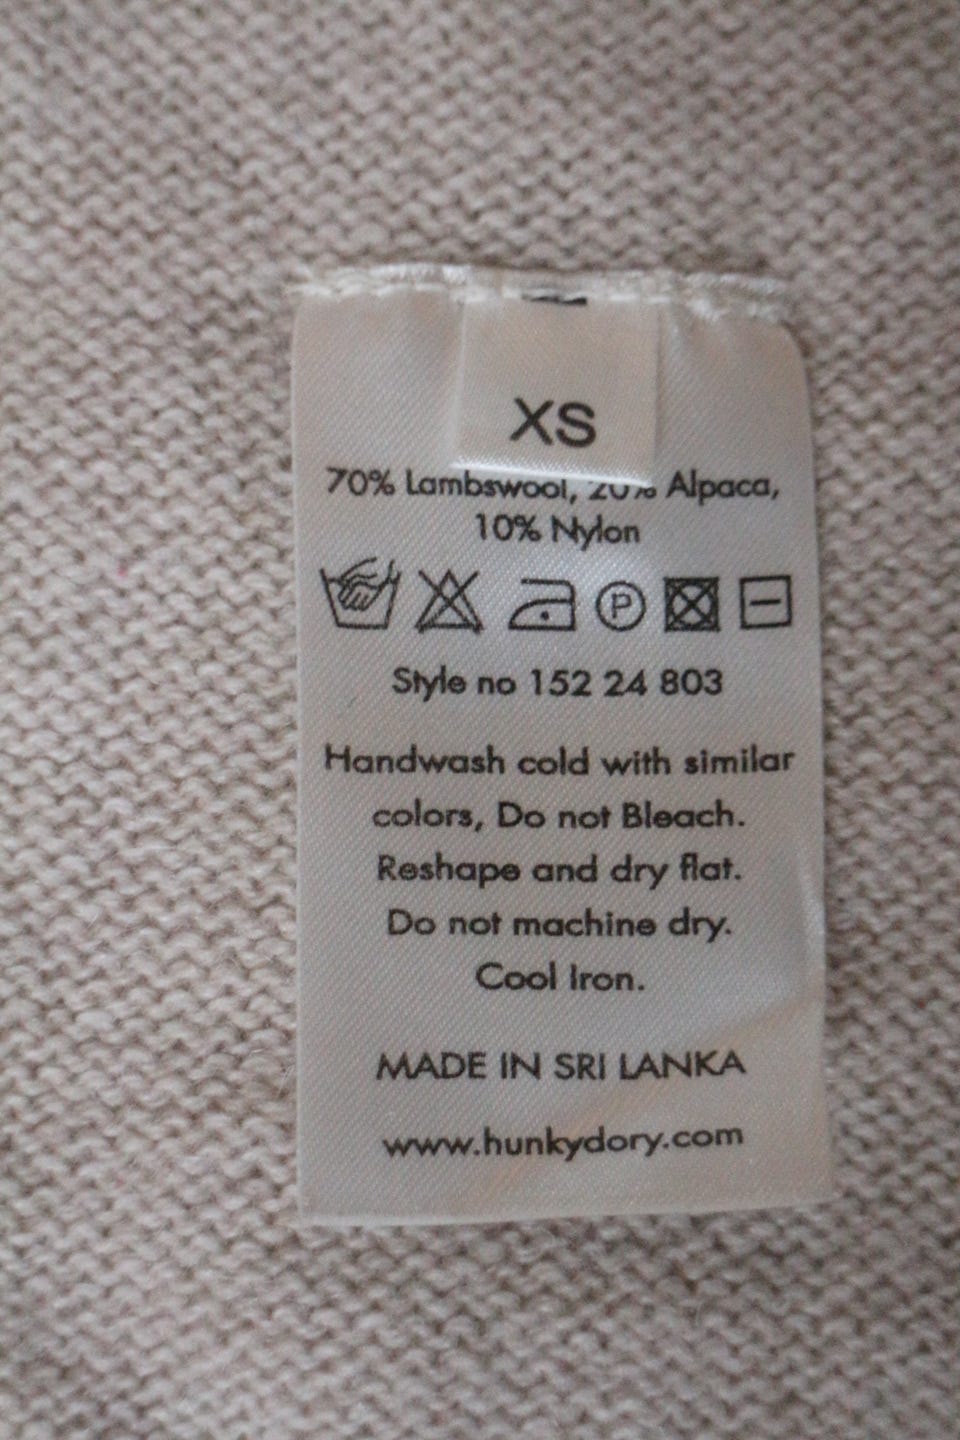 XS
70% Lambswool, 20% Alpaca,
10% Nylon
P
Style no 152 24 803
Handwash cold with similar
colors, Do not Bleach.
Reshape and dry flat.
Do not machine dry.
Cool Iron.
MADE IN SRI LANKA
www.hunkydory.com